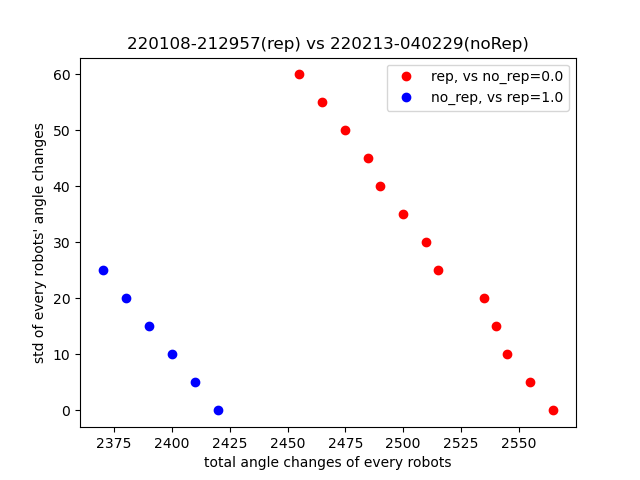 220108-212957(rep) vs 220213-040229(noRep)
rep, vs no_rep=0.0
no_rep, vs rep=1.0
60
50
40
30
20
10
0
std of every robots' angle changes
2375 2400 2425 2450 2475 2500 2525 2550
total angle changes of every robots